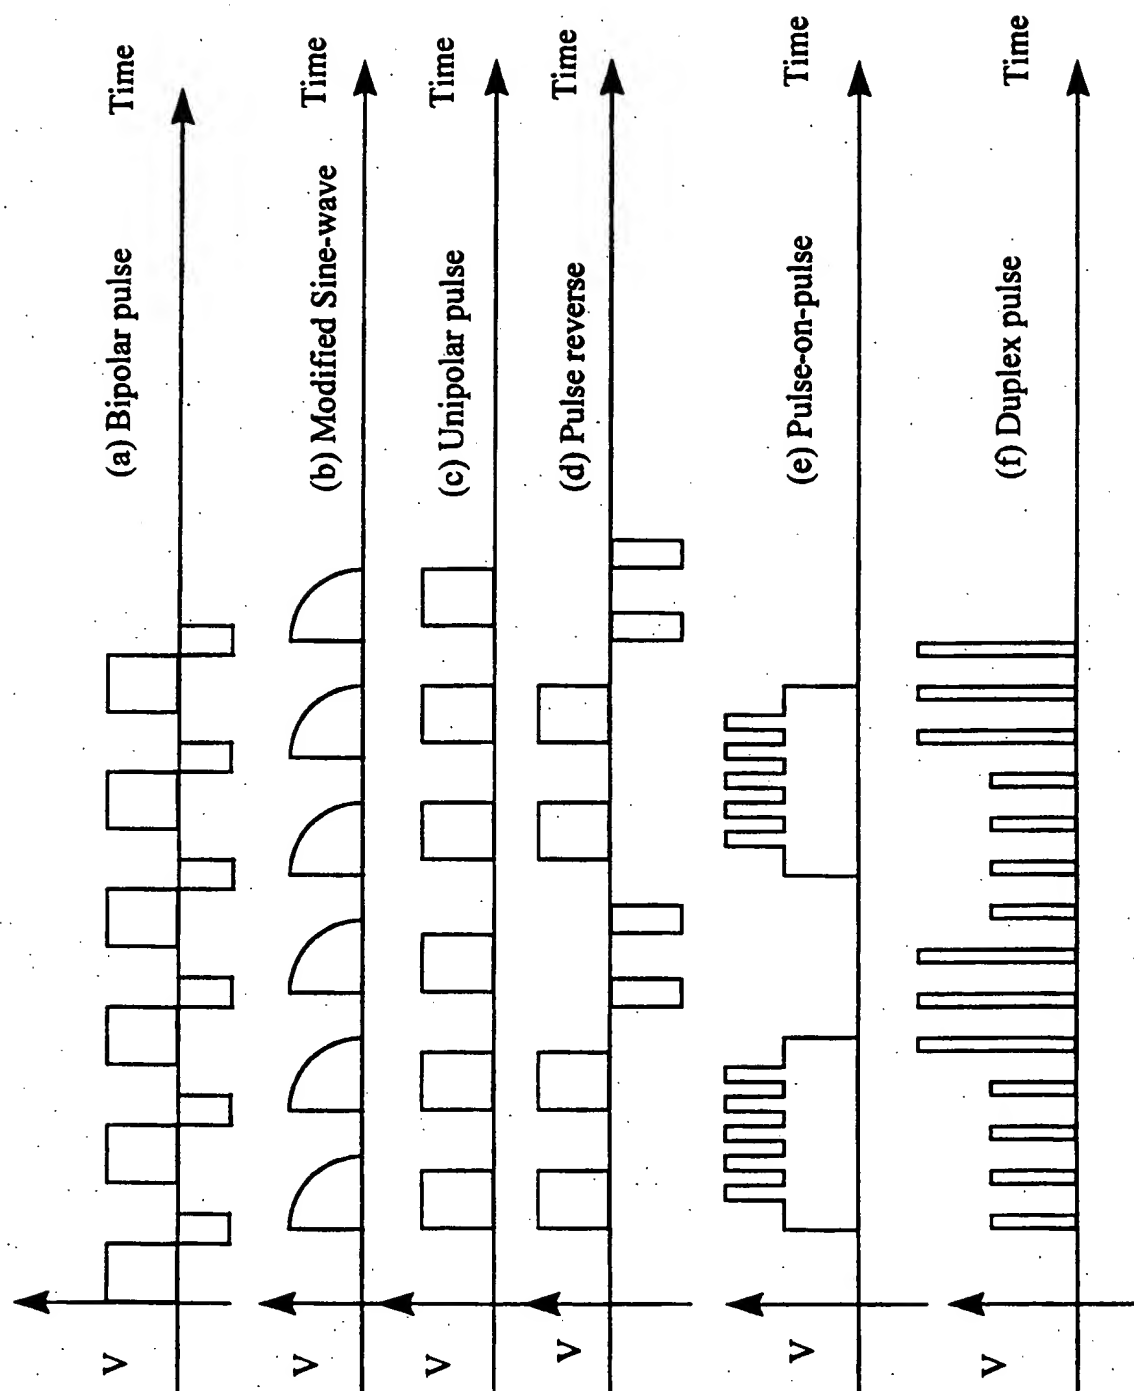 V
(a) Bipolar pulse
Time
V
(b) Modified Sine-wave
Time
V
(c) Unipolar pulse
Time
V
(d) Pulse reverse
Time
V
(e) Pulse-on-pulse
Time
V
(f) Duplex pulse
Time